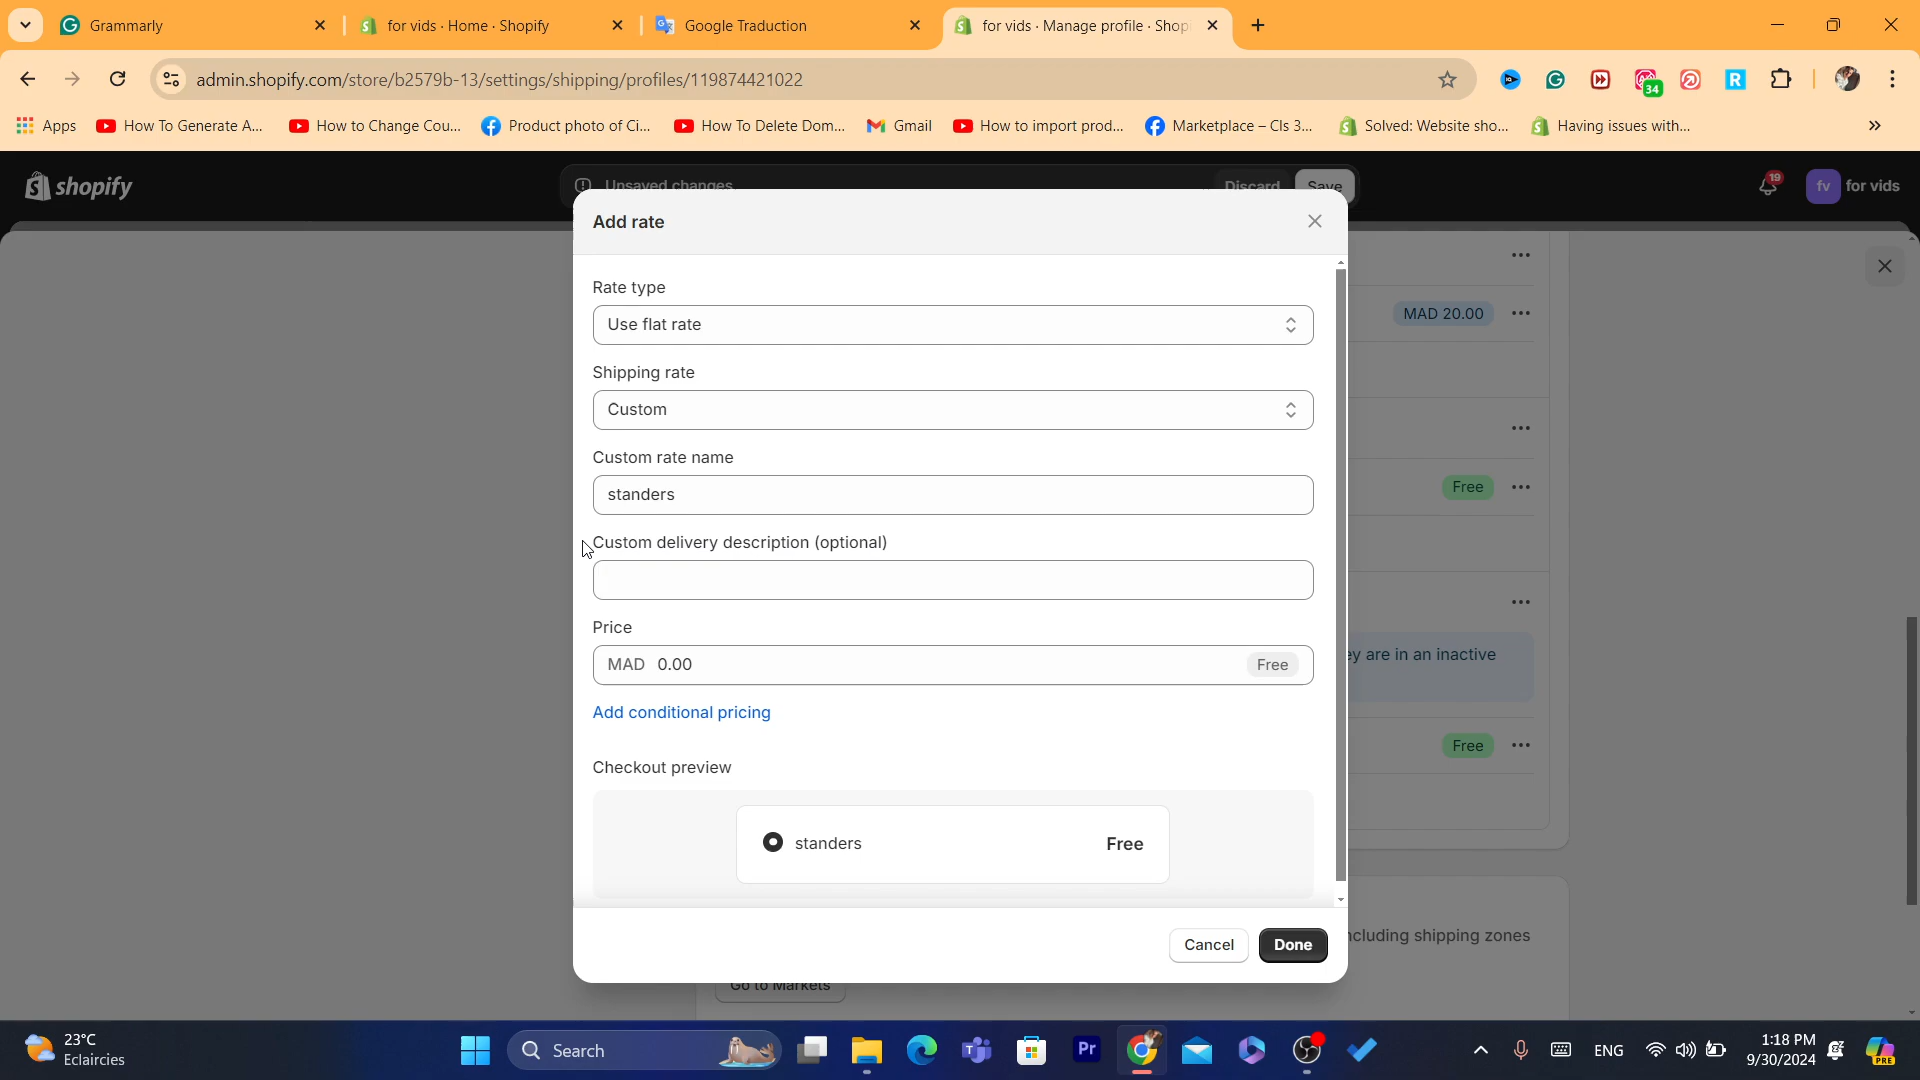 Grammarly
for vids · Home · Shopify
Google Traduction
for vids · Manage profile · Shop
admin.shopify.com/store/b2579b-13/settings/shipping/profiles/119874421022
34
Apps
How To Generate A...
How to Change Cou...
Product photo of Ci...
How To Delete Dom...
Gmail
How to import prod...
Marketplace – Cls 3...
Solved: Website sho...
Having issues with...
shopify
Unsaved changes
Discard
Save
19
fv
for vids
Add rate
Rate type
Use flat rate
MAD 20.00
Shipping rate
Custom
Custom rate name
standers
Free
Custom delivery description (optional)
Price
MAD 0.00
Free
ey are in an inactive
Add conditional pricing
Free
Checkout preview
standers
Free
Cancel
Done
ncluding shipping zones
Go to Markets
23°C
Eclaircies
Search
Pr
ENG
1:18 PM
9/30/2024
PRE